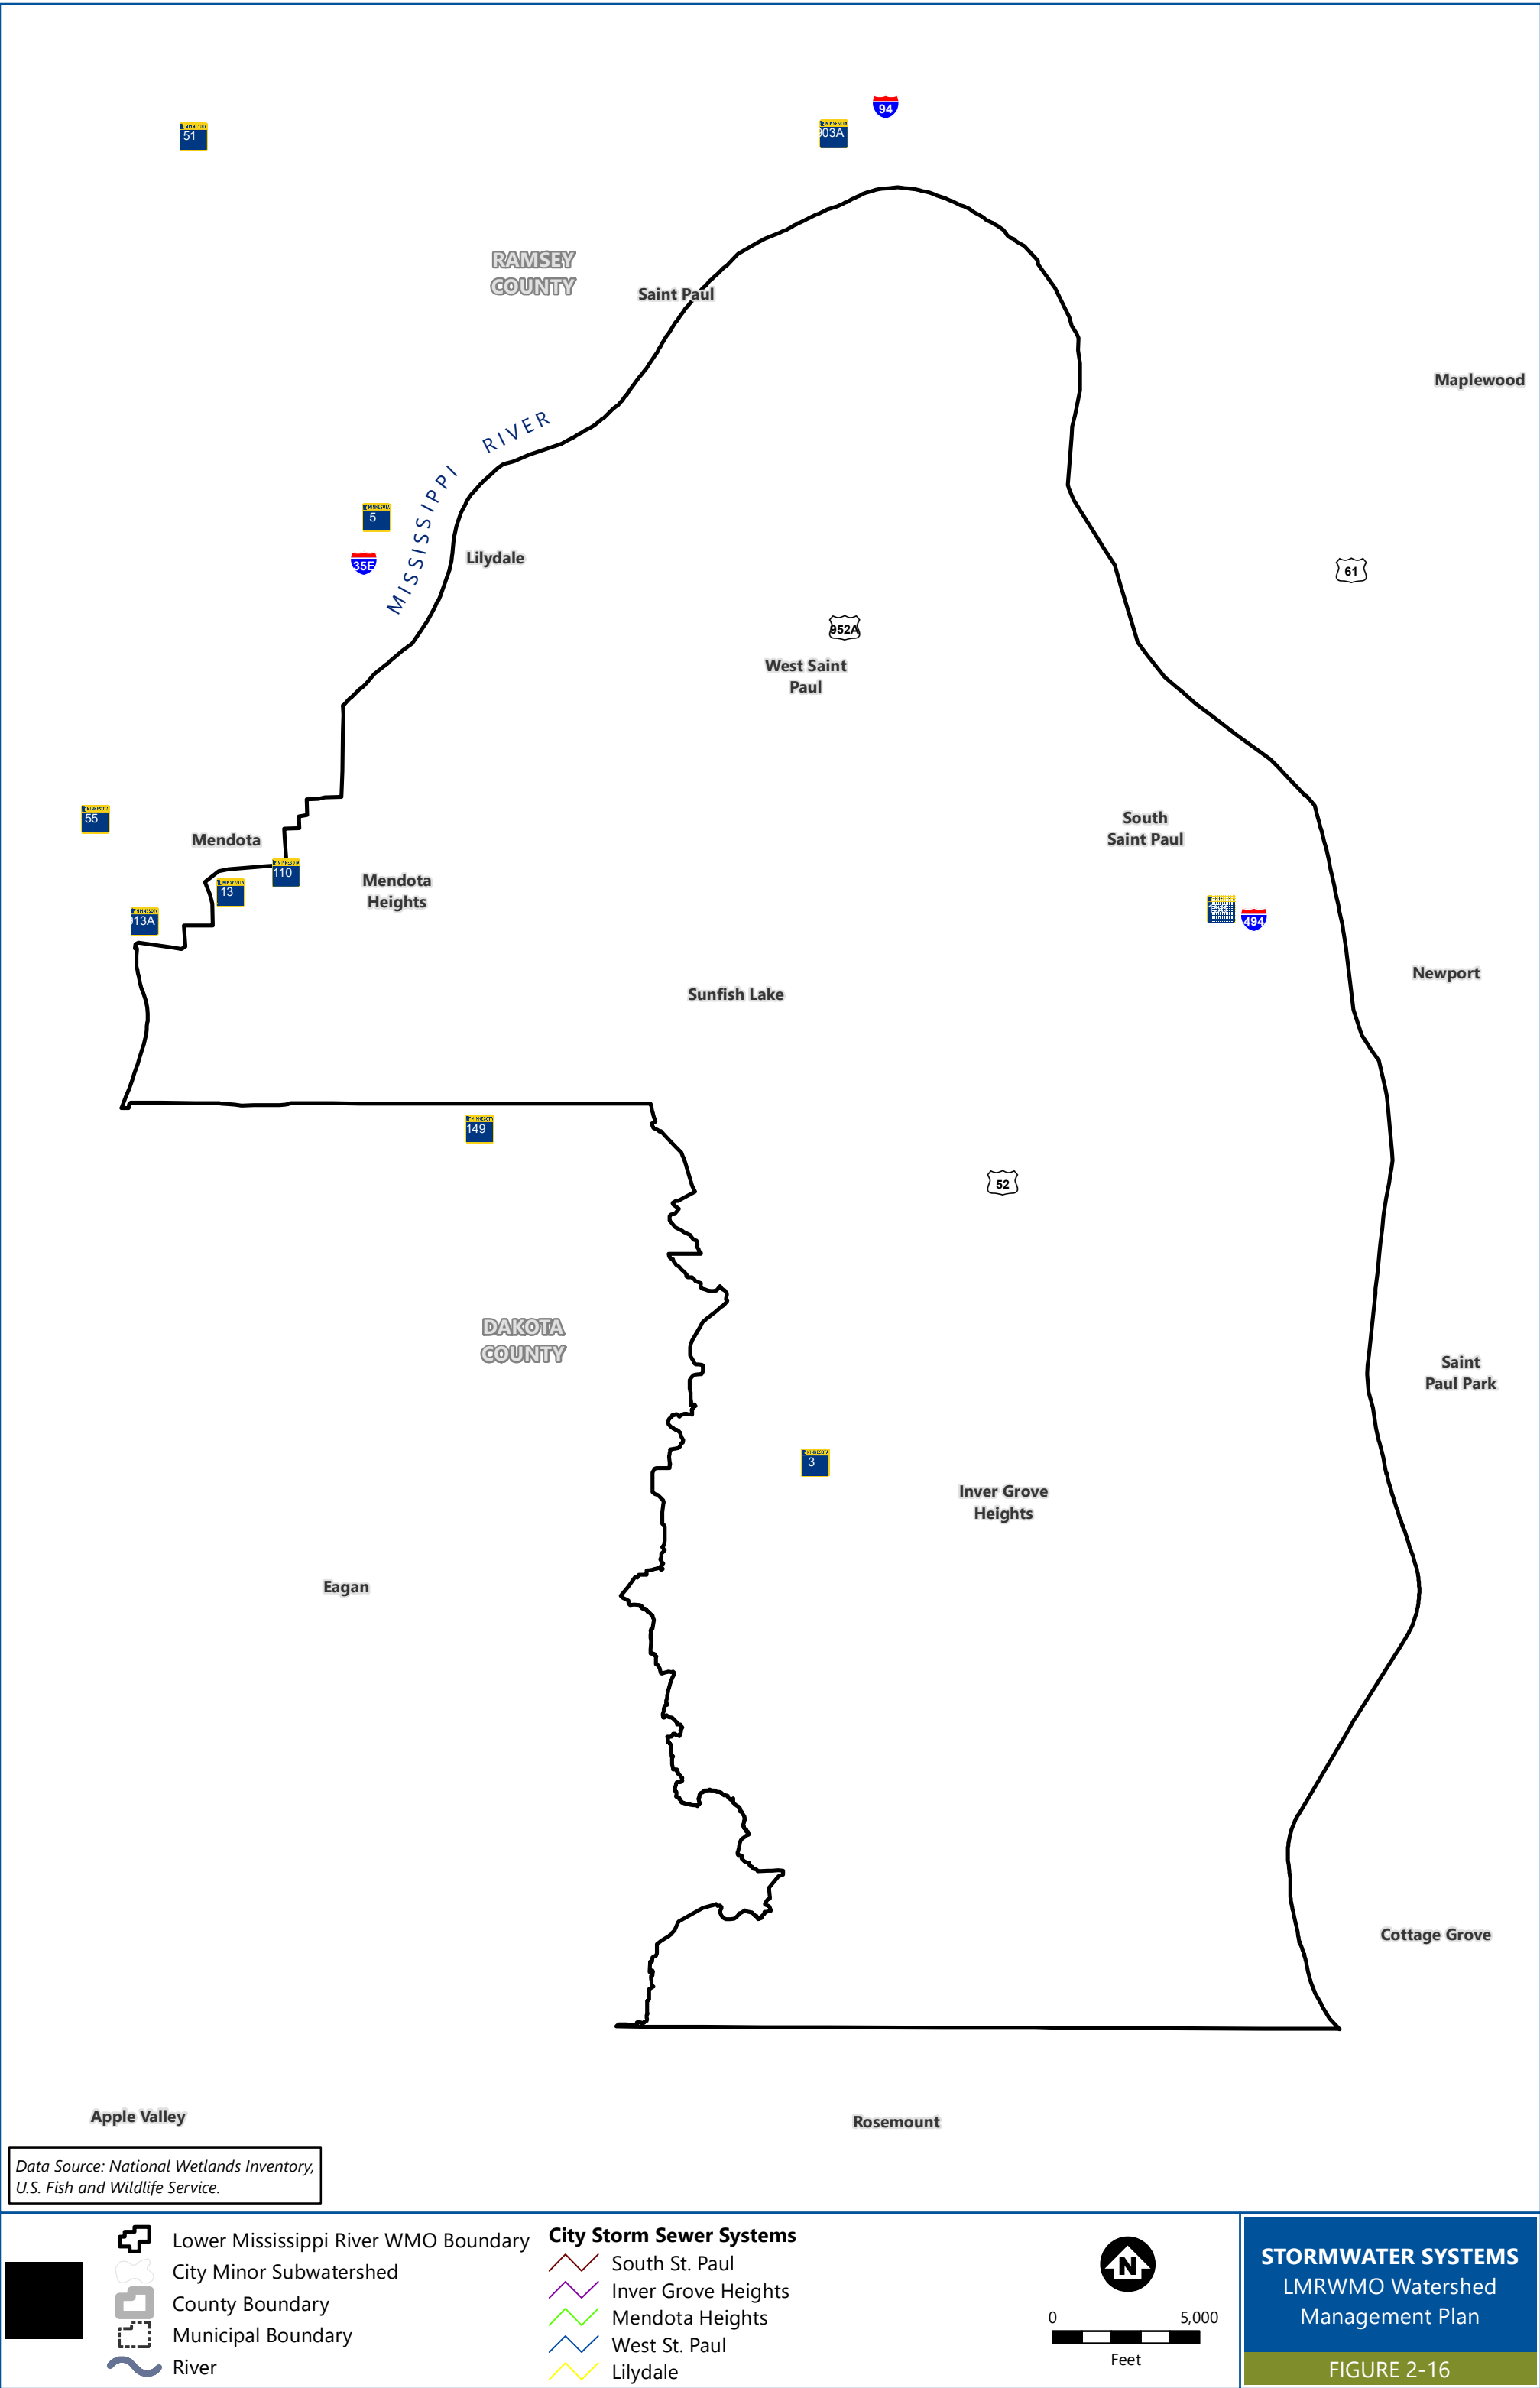 94
51
903A
RAMSEY
COUNTY
Saint Paul
Maplewood
MISSISSIPPI RIVER
5
35E
Lilydale
61
952A
West Saint
Paul
55
Mendota
South
Saint Paul
110
13
Mendota
Heights
913A
494
Newport
Sunfish Lake
149
52
DAKOTA
COUNTY
Saint
Paul Park
3
Inver Grove
Heights
Eagan
Cottage Grove
Apple Valley
Rosemount
Data Source: National Wetlands Inventory,
U.S. Fish and Wildlife Service.
Lower Mississippi River WMO Boundary
City Minor Subwatershed
County Boundary
Municipal Boundary
River
City Storm Sewer Systems
South St. Paul
Inver Grove Heights
Mendota Heights
West St. Paul
Lilydale
N
0 5,000
Feet
STORMWATER SYSTEMS
LMRWMO Watershed
Management Plan
FIGURE 2-16